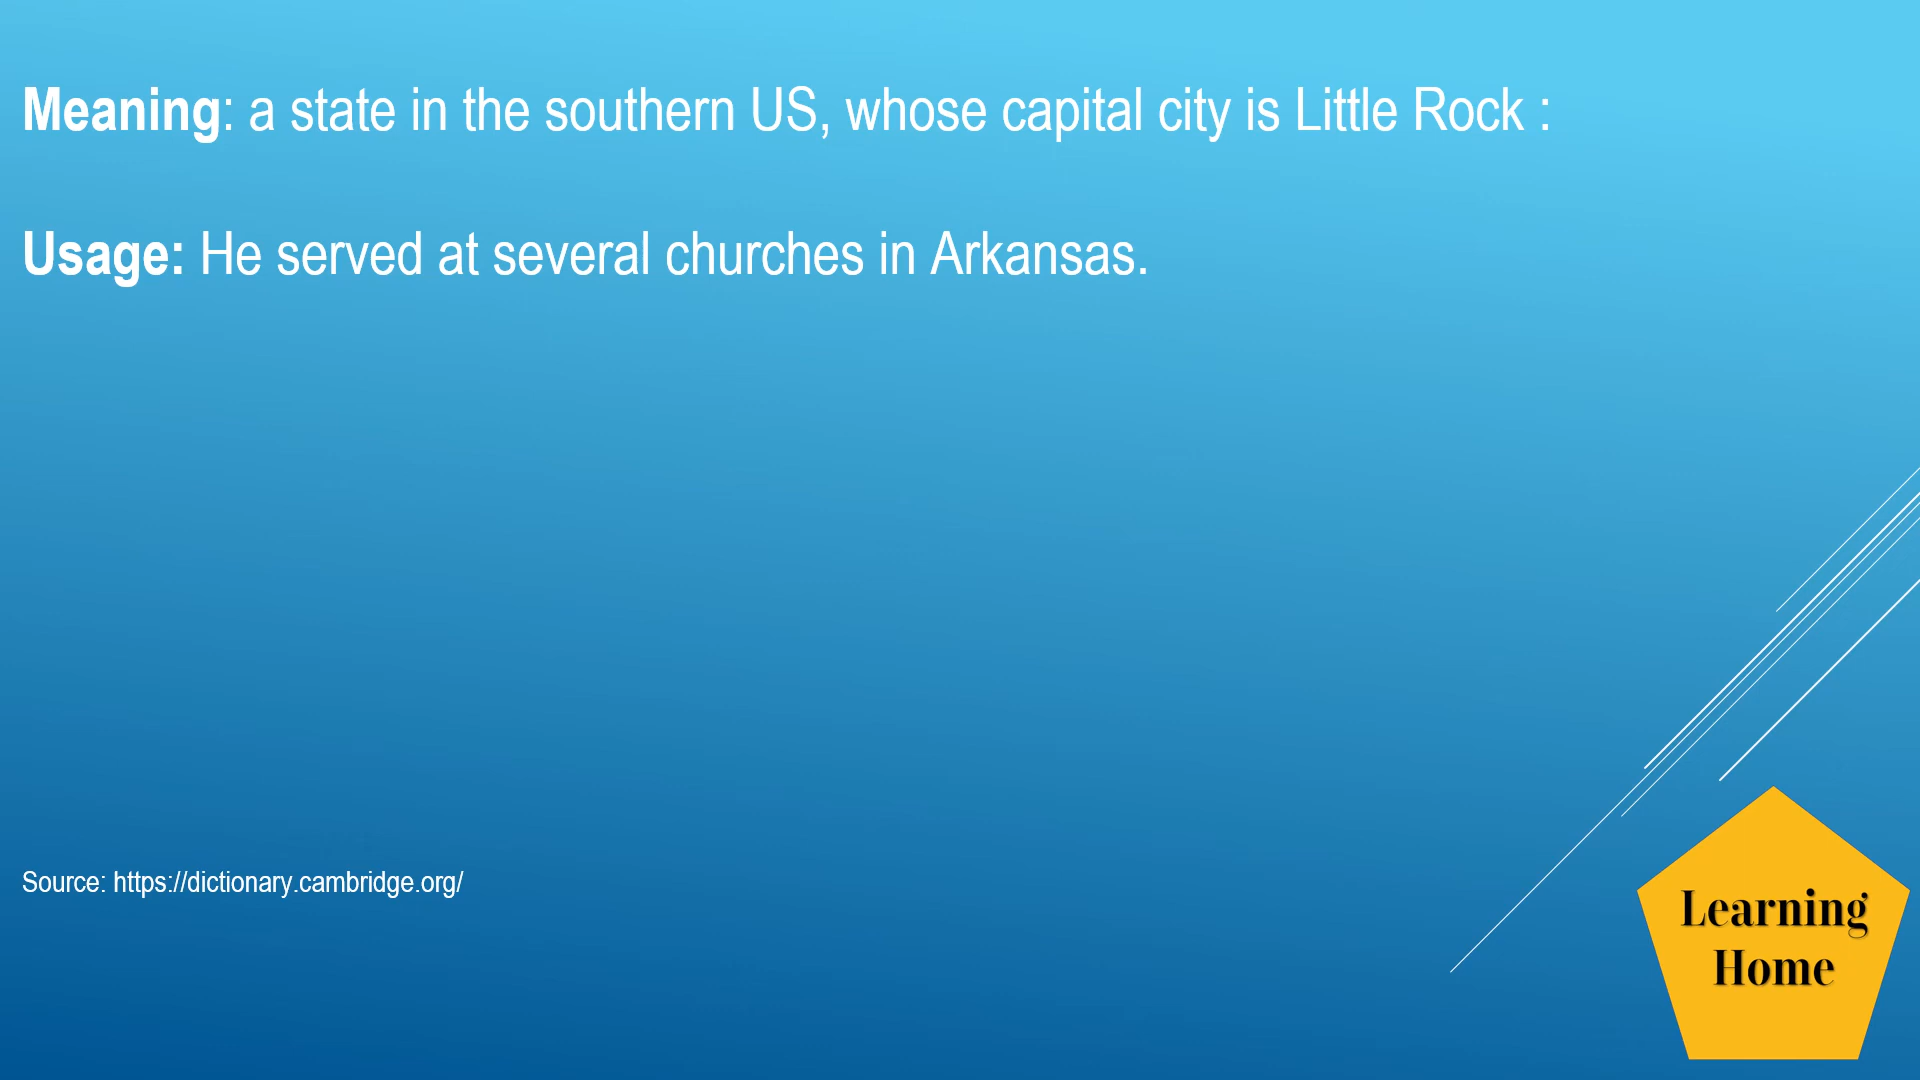 Meaning: a state in the southern US, whose capital city is Little Rock :
Usage: He served at several churches in Arkansas.
Source: https://dictionary.cambridge.org/
Learning
Home